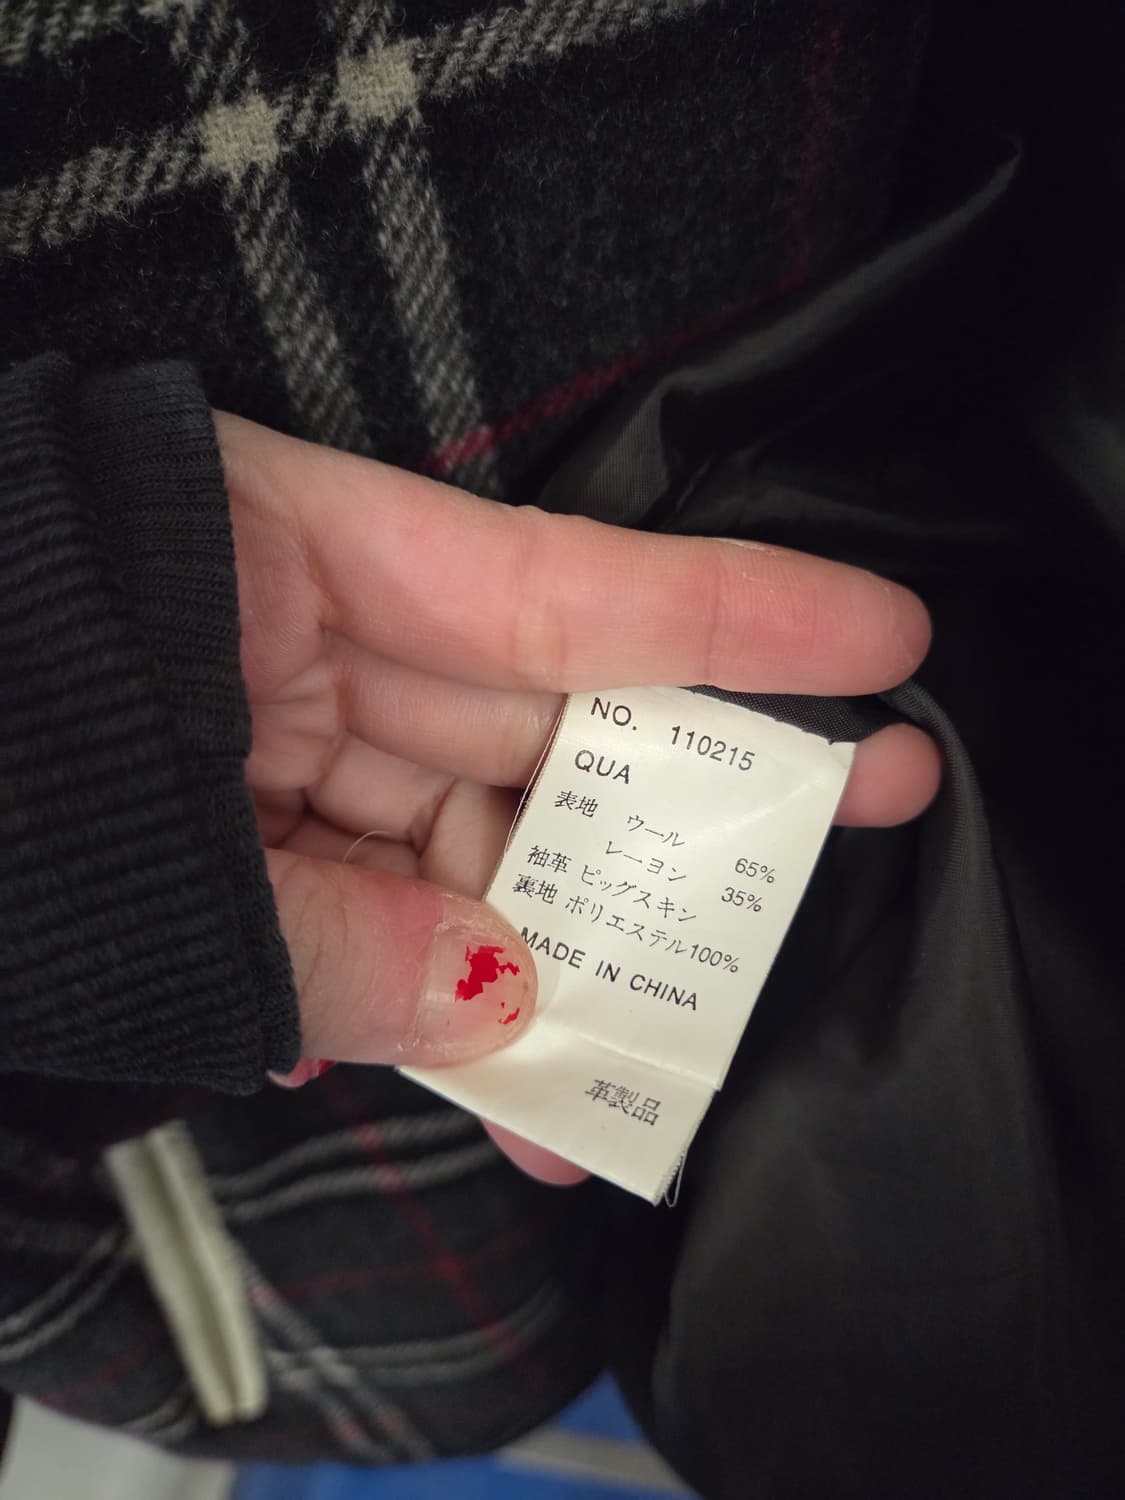 NO. 110215
QUA
表地 ウール 65%
レーヨン 35%
袖革 ピッグスキン
裏地 ポリエステル100%
MADE IN CHINA
革製品